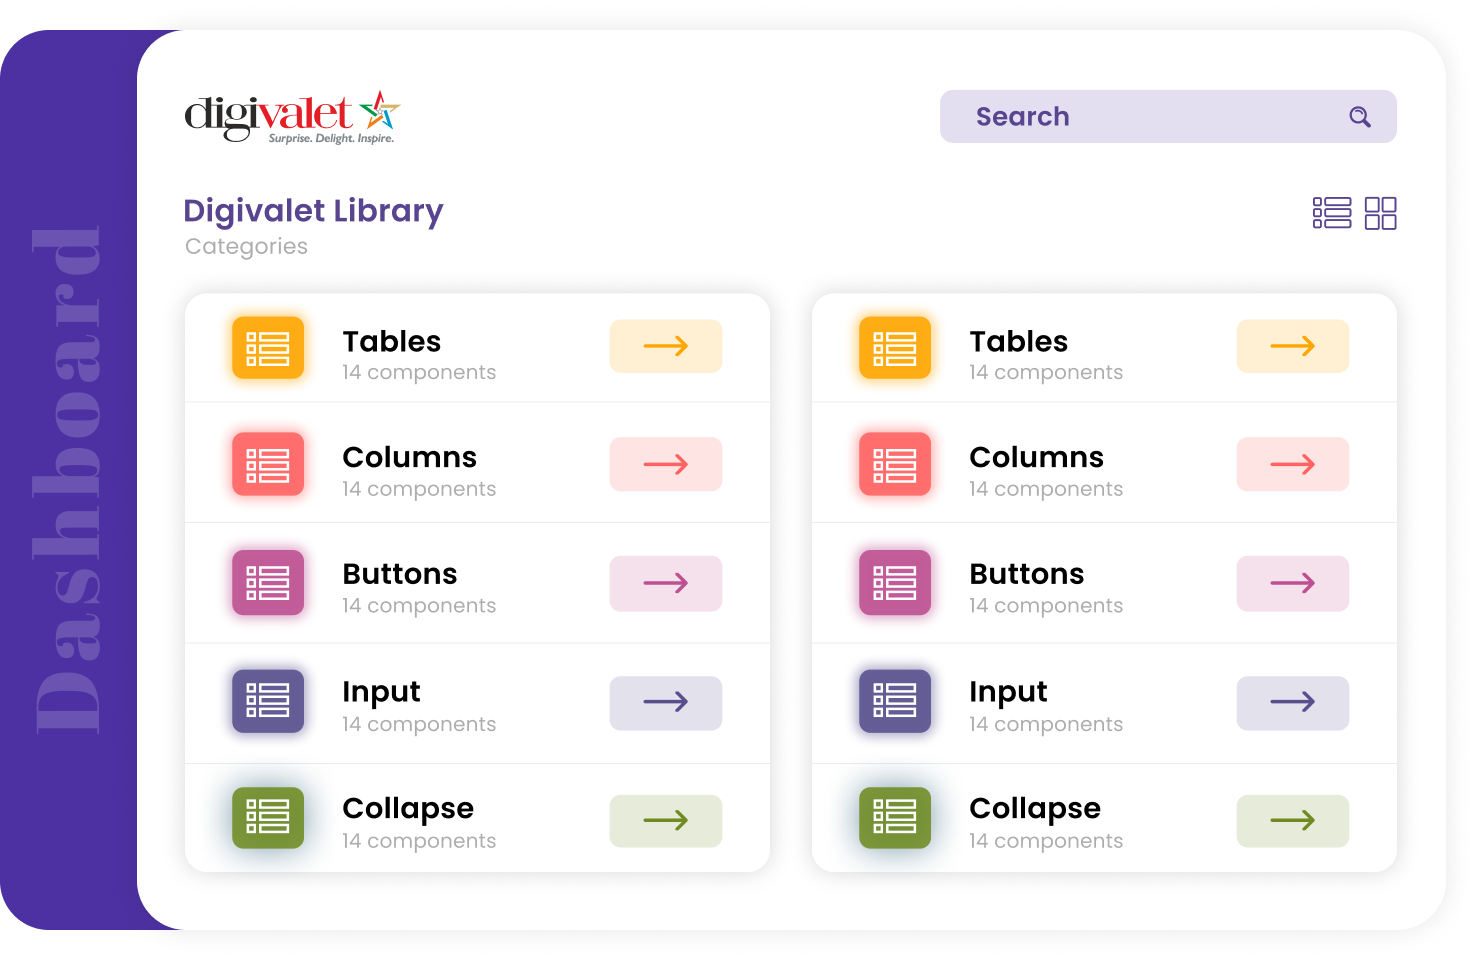 Dashboard
digivalet
Surprise. Delight. Inspire.
Search
Digivalet Library
Categories
Tables
14 components
Columns
14 components
Buttons
14 components
Input
14 components
Collapse
14 components
Tables
14 components
Columns
14 components
Buttons
14 components
Input
14 components
Collapse
14 components